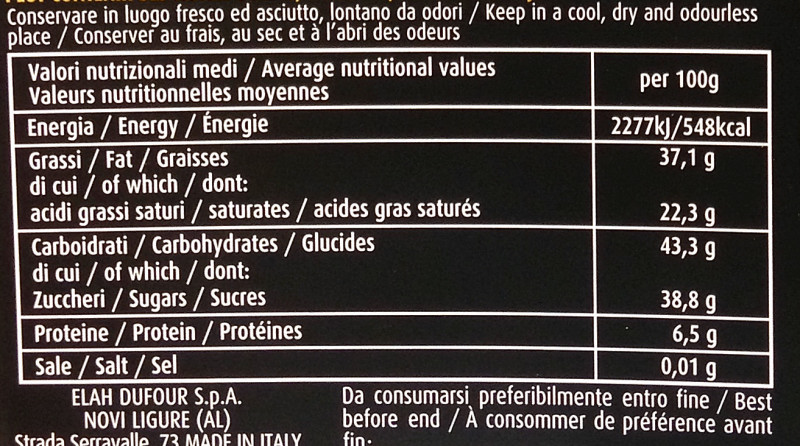 Conservare in luogo fresco ed asciutto, lontano da odori / Keep in a cool, dry and odourless
place / Conserver au frais, au sec et à l'abri des odeurs
Valori nutrizionali medi / Average nutritional values
Valeurs nutritionnelles moyennes
per 100g
Energia / Energy / Énergie
2277kJ/548kcal
Grassi / Fat / Graisses
37,1 g
di cui / of which / dont:
acidi grassi saturi / saturates / acides gras saturés
22,3 g
Carboidrati / Carbohydrates / Glucides
43,3 g
di cui / of which / dont:
Zuccheri / Sugars / Sucres
38,8 g
Proteine / Protein / Protéines
6,5 g
Sale / Salt / Sel
0,01 g
ELAH DUFOUR S.p.A.
NOVI LIGURE (AL)
Strada Serravalle, 73 MADE IN ITALY
Da consumarsi preferibilmente entro fine / Best
before end / À consommer de préférence avant
fin: